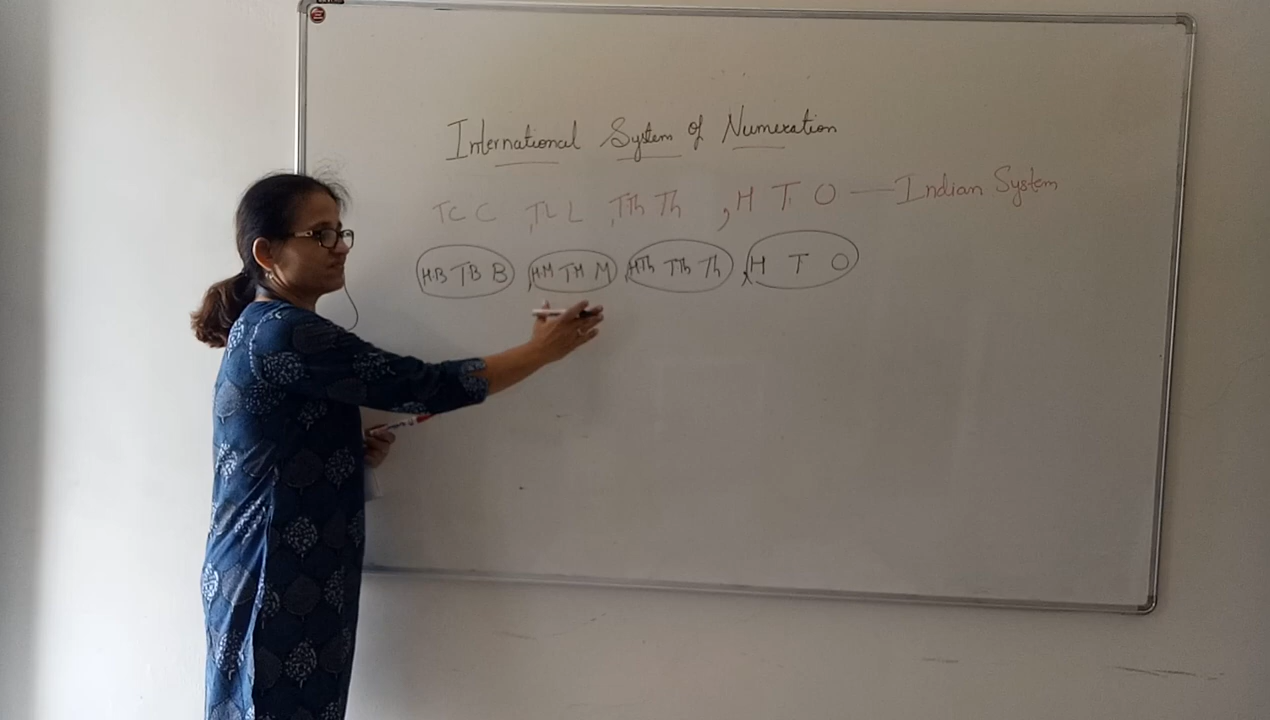 International System of Numeration
TC C , TL L , TTh Th , H T O — Indian System
HB TB B , HM TM M , HTh TTh Th , H T O